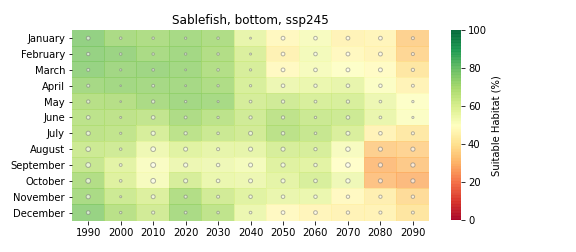 Sablefish, bottom, ssp245
January
February
March
April
May
June
July
August
September
October
November
December
1990 2000 2010 2020 2030 2040 2050 2060 2070 2080 2090
100
80
60
40
20
0
Suitable Habitat (%)